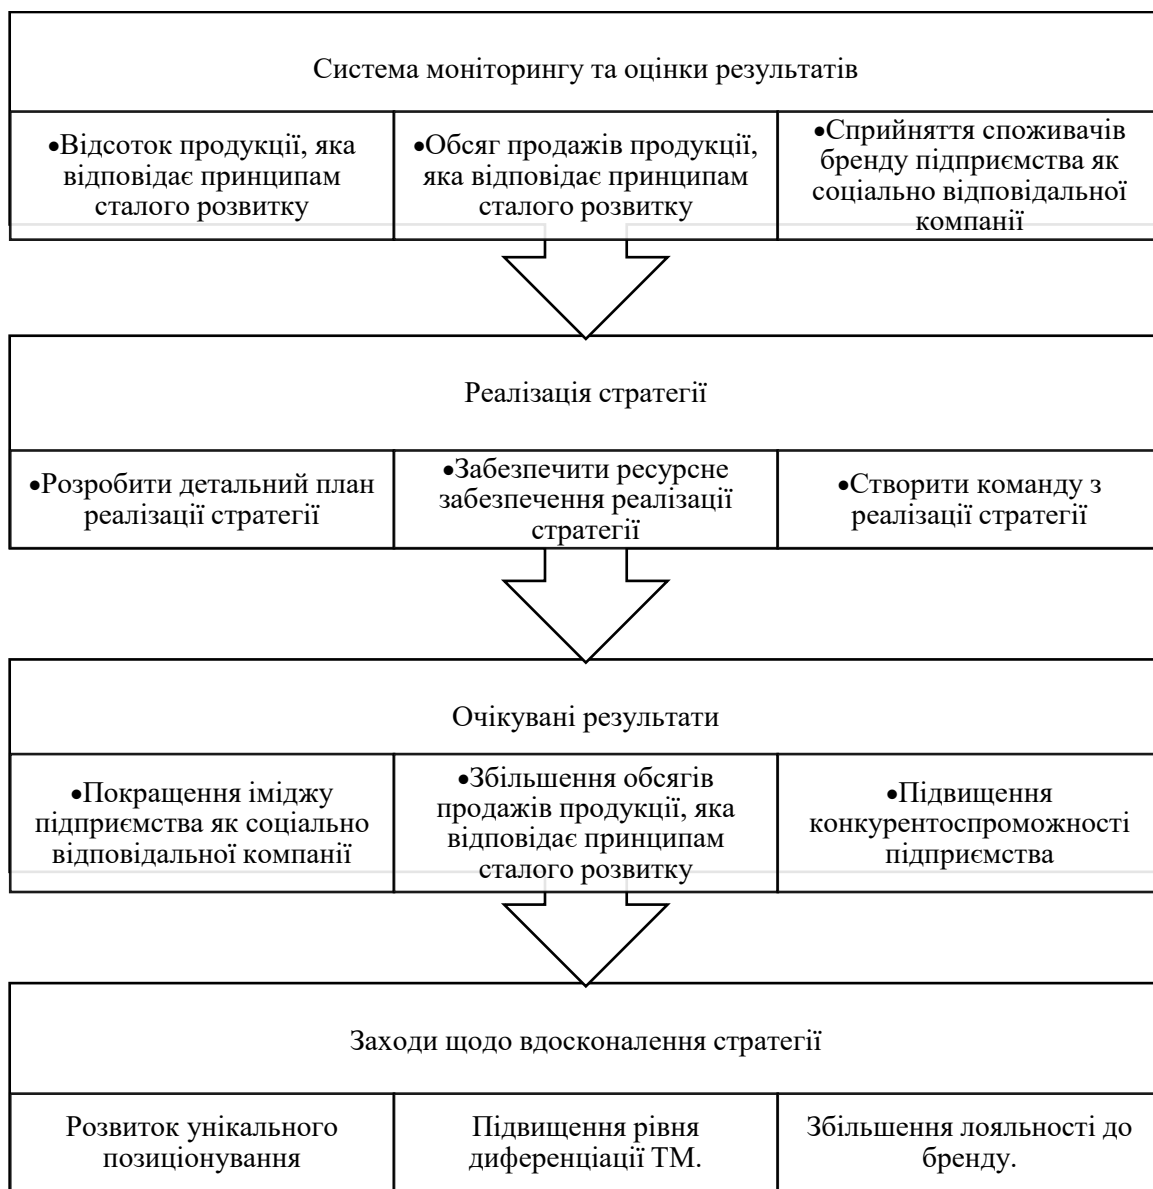 Система моніторингу та оцінки результатів
•Відсоток продукції, яка
відповідає принципам
сталого розвитку
•Обсяг продажів продукції,
яка відповідає принципам
сталого розвитку
•Сприйняття споживачів
бренду підприємства як
соціально відповідальної
компанії
Реалізація стратегії
•Розробити детальний план
реалізації стратегії
•Забезпечити ресурсне
забезпечення реалізації
стратегії
•Створити команду з
реалізації стратегії
Очікувані результати
•Покращення іміджу
підприємства як соціально
відповідальної компанії
•Збільшення обсягів
продажів продукції, яка
відповідає принципам
сталого розвитку
•Підвищення
конкурентоспроможності
підприємства
Заходи щодо вдосконалення стратегії
Розвиток унікального
позиціонування
Підвищення рівня
диференціації ТМ.
Збільшення лояльності до
бренду.